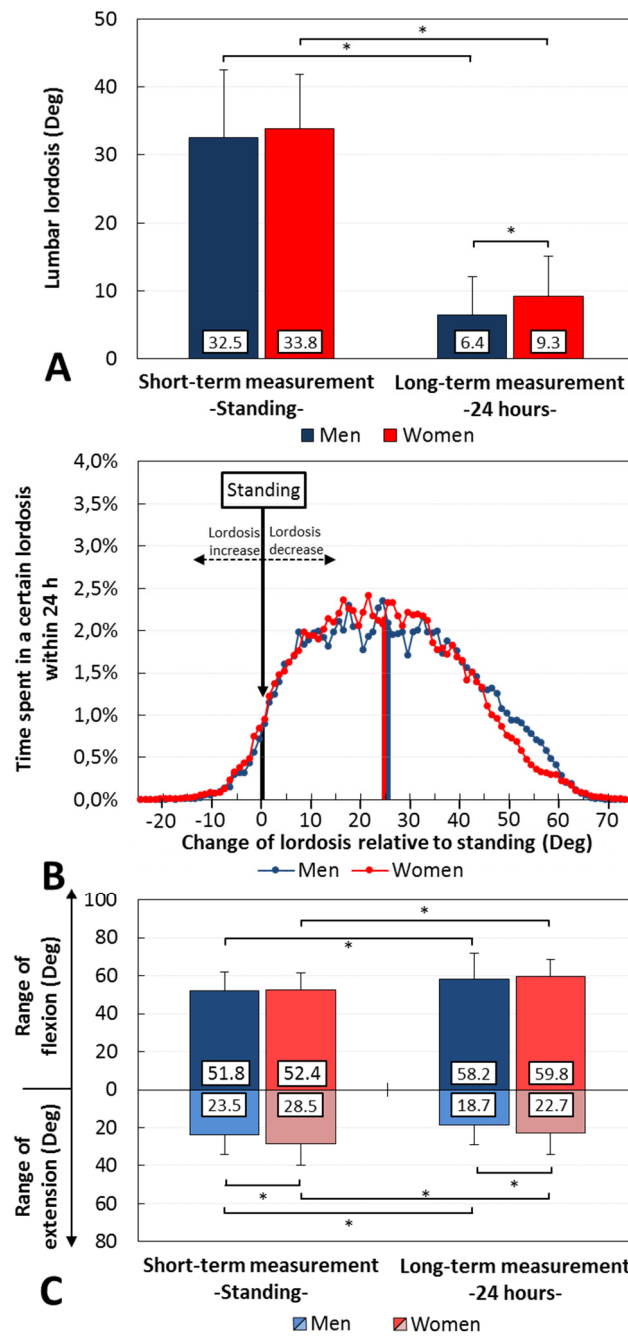 50
40
30
20
10
0
Lumbar lordosis (Deg)
*
*
*
32.5
33.8
6.4
9.3
A
Short-term measurement
-Standing-
Long-term measurement
-24 hours-
Men
Women
4,0%
3,5%
3,0%
2,5%
2,0%
1,5%
1,0%
0,5%
0,0%
Time spent in a certain lordosis
within 24 h
Standing
Lordosis
increase
Lordosis
decrease
-20
-10
0
10
20
30
40
50
60
70
Change of lordosis relative to standing (Deg)
B
Men
Women
100
80
60
40
20
0
20
40
60
80
Range of
flexion (Deg)
Range of
extension (Deg)
*
*
51.8
52.4
58.2
59.8
23.5
28.5
18.7
22.7
*
*
*
*
Short-term measurement
-Standing-
Long-term measurement
-24 hours-
C
Men
Women